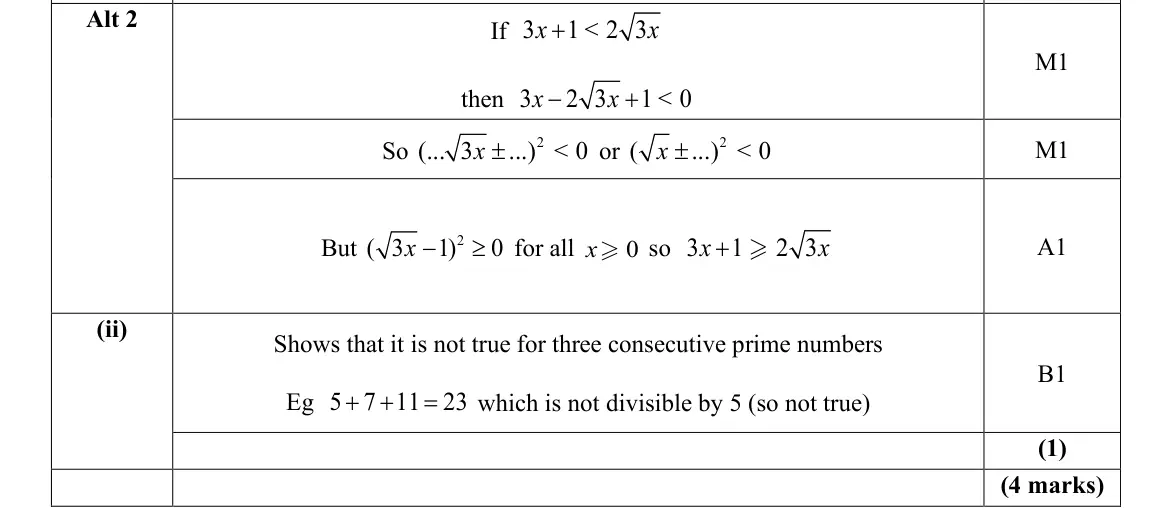 Alt 2
If 3x+1 < 2√3x
then 3x−2√3x+1 < 0
M1
So (...√3x ±...)² < 0 or (√x ±...)² < 0
M1
But (√3x −1)² ≥ 0 for all x ⩾ 0 so 3x+1 ⩾ 2√3x
A1
(ii)
Shows that it is not true for three consecutive prime numbers
Eg 5+7+11=23 which is not divisible by 5 (so not true)
B1
(1)
(4 marks)